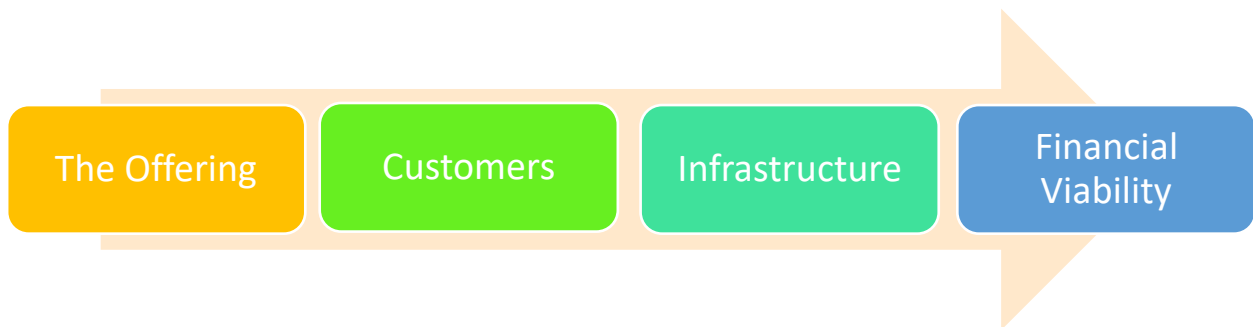 The Offering
Customers
Infrastructure
Financial
Viability